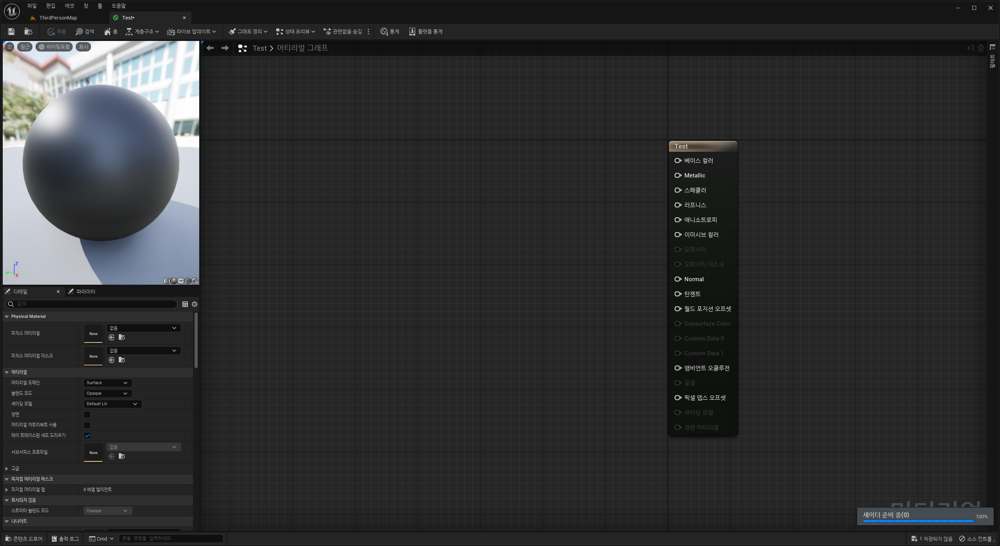 파일 편집 에셋 창 툴 도움말
ThirdPersonMap Test*
적용 검색 홈 계층구조 라이브 업데이트 그래프 정리 상태 프리뷰 관련없음 숨김 통계 플랫폼 통계
원근 라이팅포함 표시
Test > 머티리얼 그래프
+1 줌
팔레트
Z
Y
X
Test
베이스 컬러
Metallic
스페큘러
러프니스
애니소트로피
이미시브 컬러
오파시티
오파시티 마스크
Normal
탄젠트
월드 포지션 오프셋
Subsurface Color
Custom Data 0
Custom Data 1
앰비언트 오클루전
굴절
픽셀 뎁스 오프셋
셰이딩 모델
정면 머티리얼
디테일 파라미터
검색
Physical Material
피직스 머티리얼 None 없음
피직스 머티리얼 마스크 None 없음
머티리얼
머티리얼 도메인 Surface
블렌드 모드 Opaque
셰이딩 모델 Default Lit
양면
머티리얼 어트리뷰트 사용
레이 트레이스된 섀도 드리우기
서브서피스 프로파일 None 없음
고급
피지컬 머티리얼 마스크
피지컬 머티리얼 맵 8 배열 엘리먼트
표시되지 않음
스트라타 블렌드 모드 Opaque
나나이트
셰이더 준비 중(0) 100%
콘텐츠 드로어 출력 로그 Cmd 콘솔 명령을 입력하세요.
1 저장되지 않음 소스 컨트롤